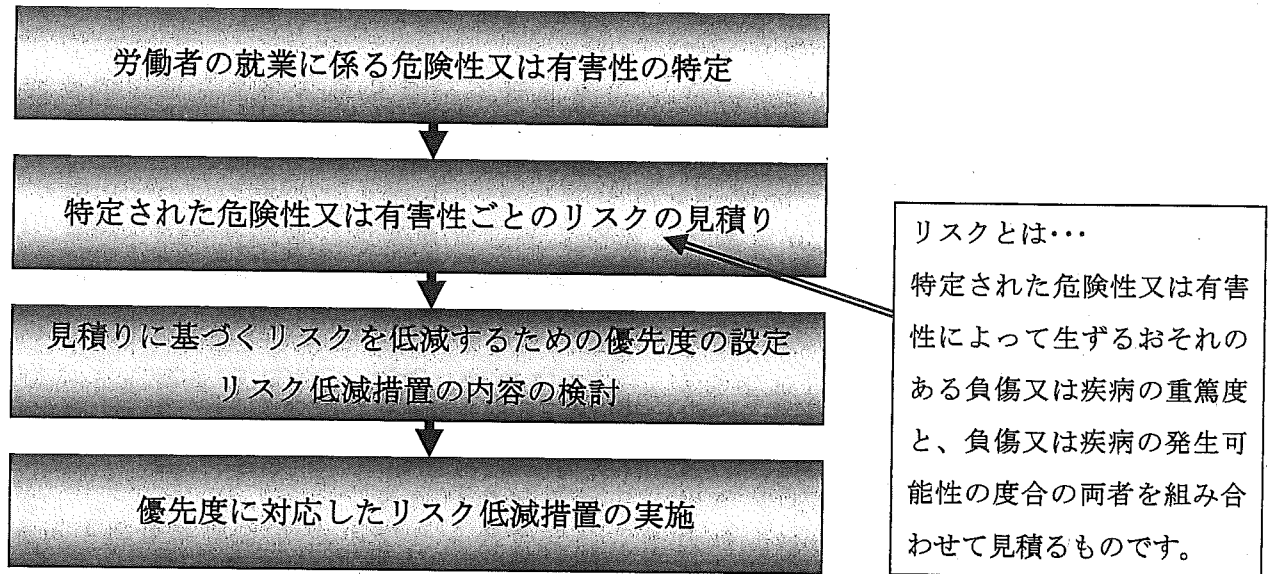 労働者の就業に係る危険性又は有害性の特定
特定された危険性又は有害性ごとのリスクの見積り
見積りに基づくリスクを低減するための優先度の設定
リスク低減措置の内容の検討
優先度に対応したリスク低減措置の実施
リスクとは･･･
特定された危険性又は有害
性によって生ずるおそれの
ある負傷又は疾病の重篤度
と、負傷又は疾病の発生可
能性の度合の両者を組み合
わせて見積るものです。